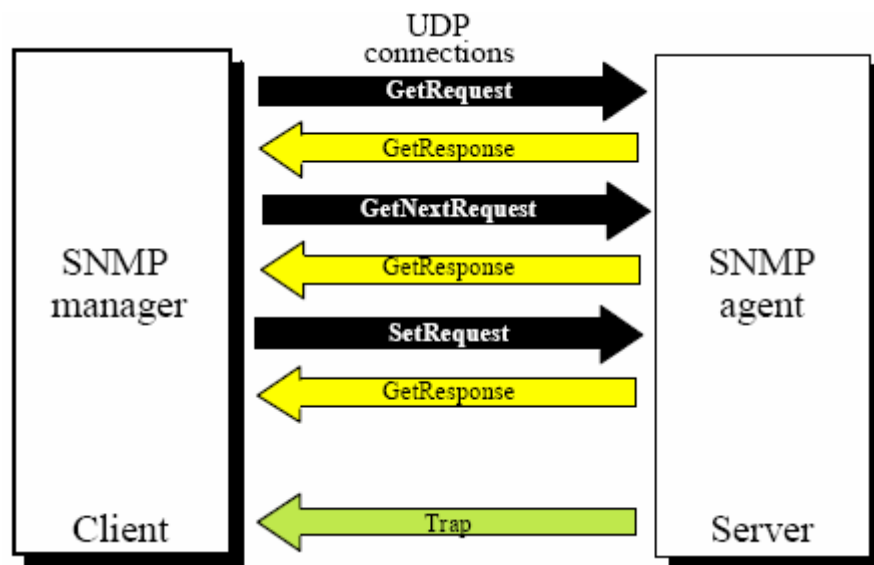 UDP
connections
GetRequest
GetResponse
GetNextRequest
GetResponse
SetRequest
GetResponse
Trap
SNMP
manager
Client
SNMP
agent
Server